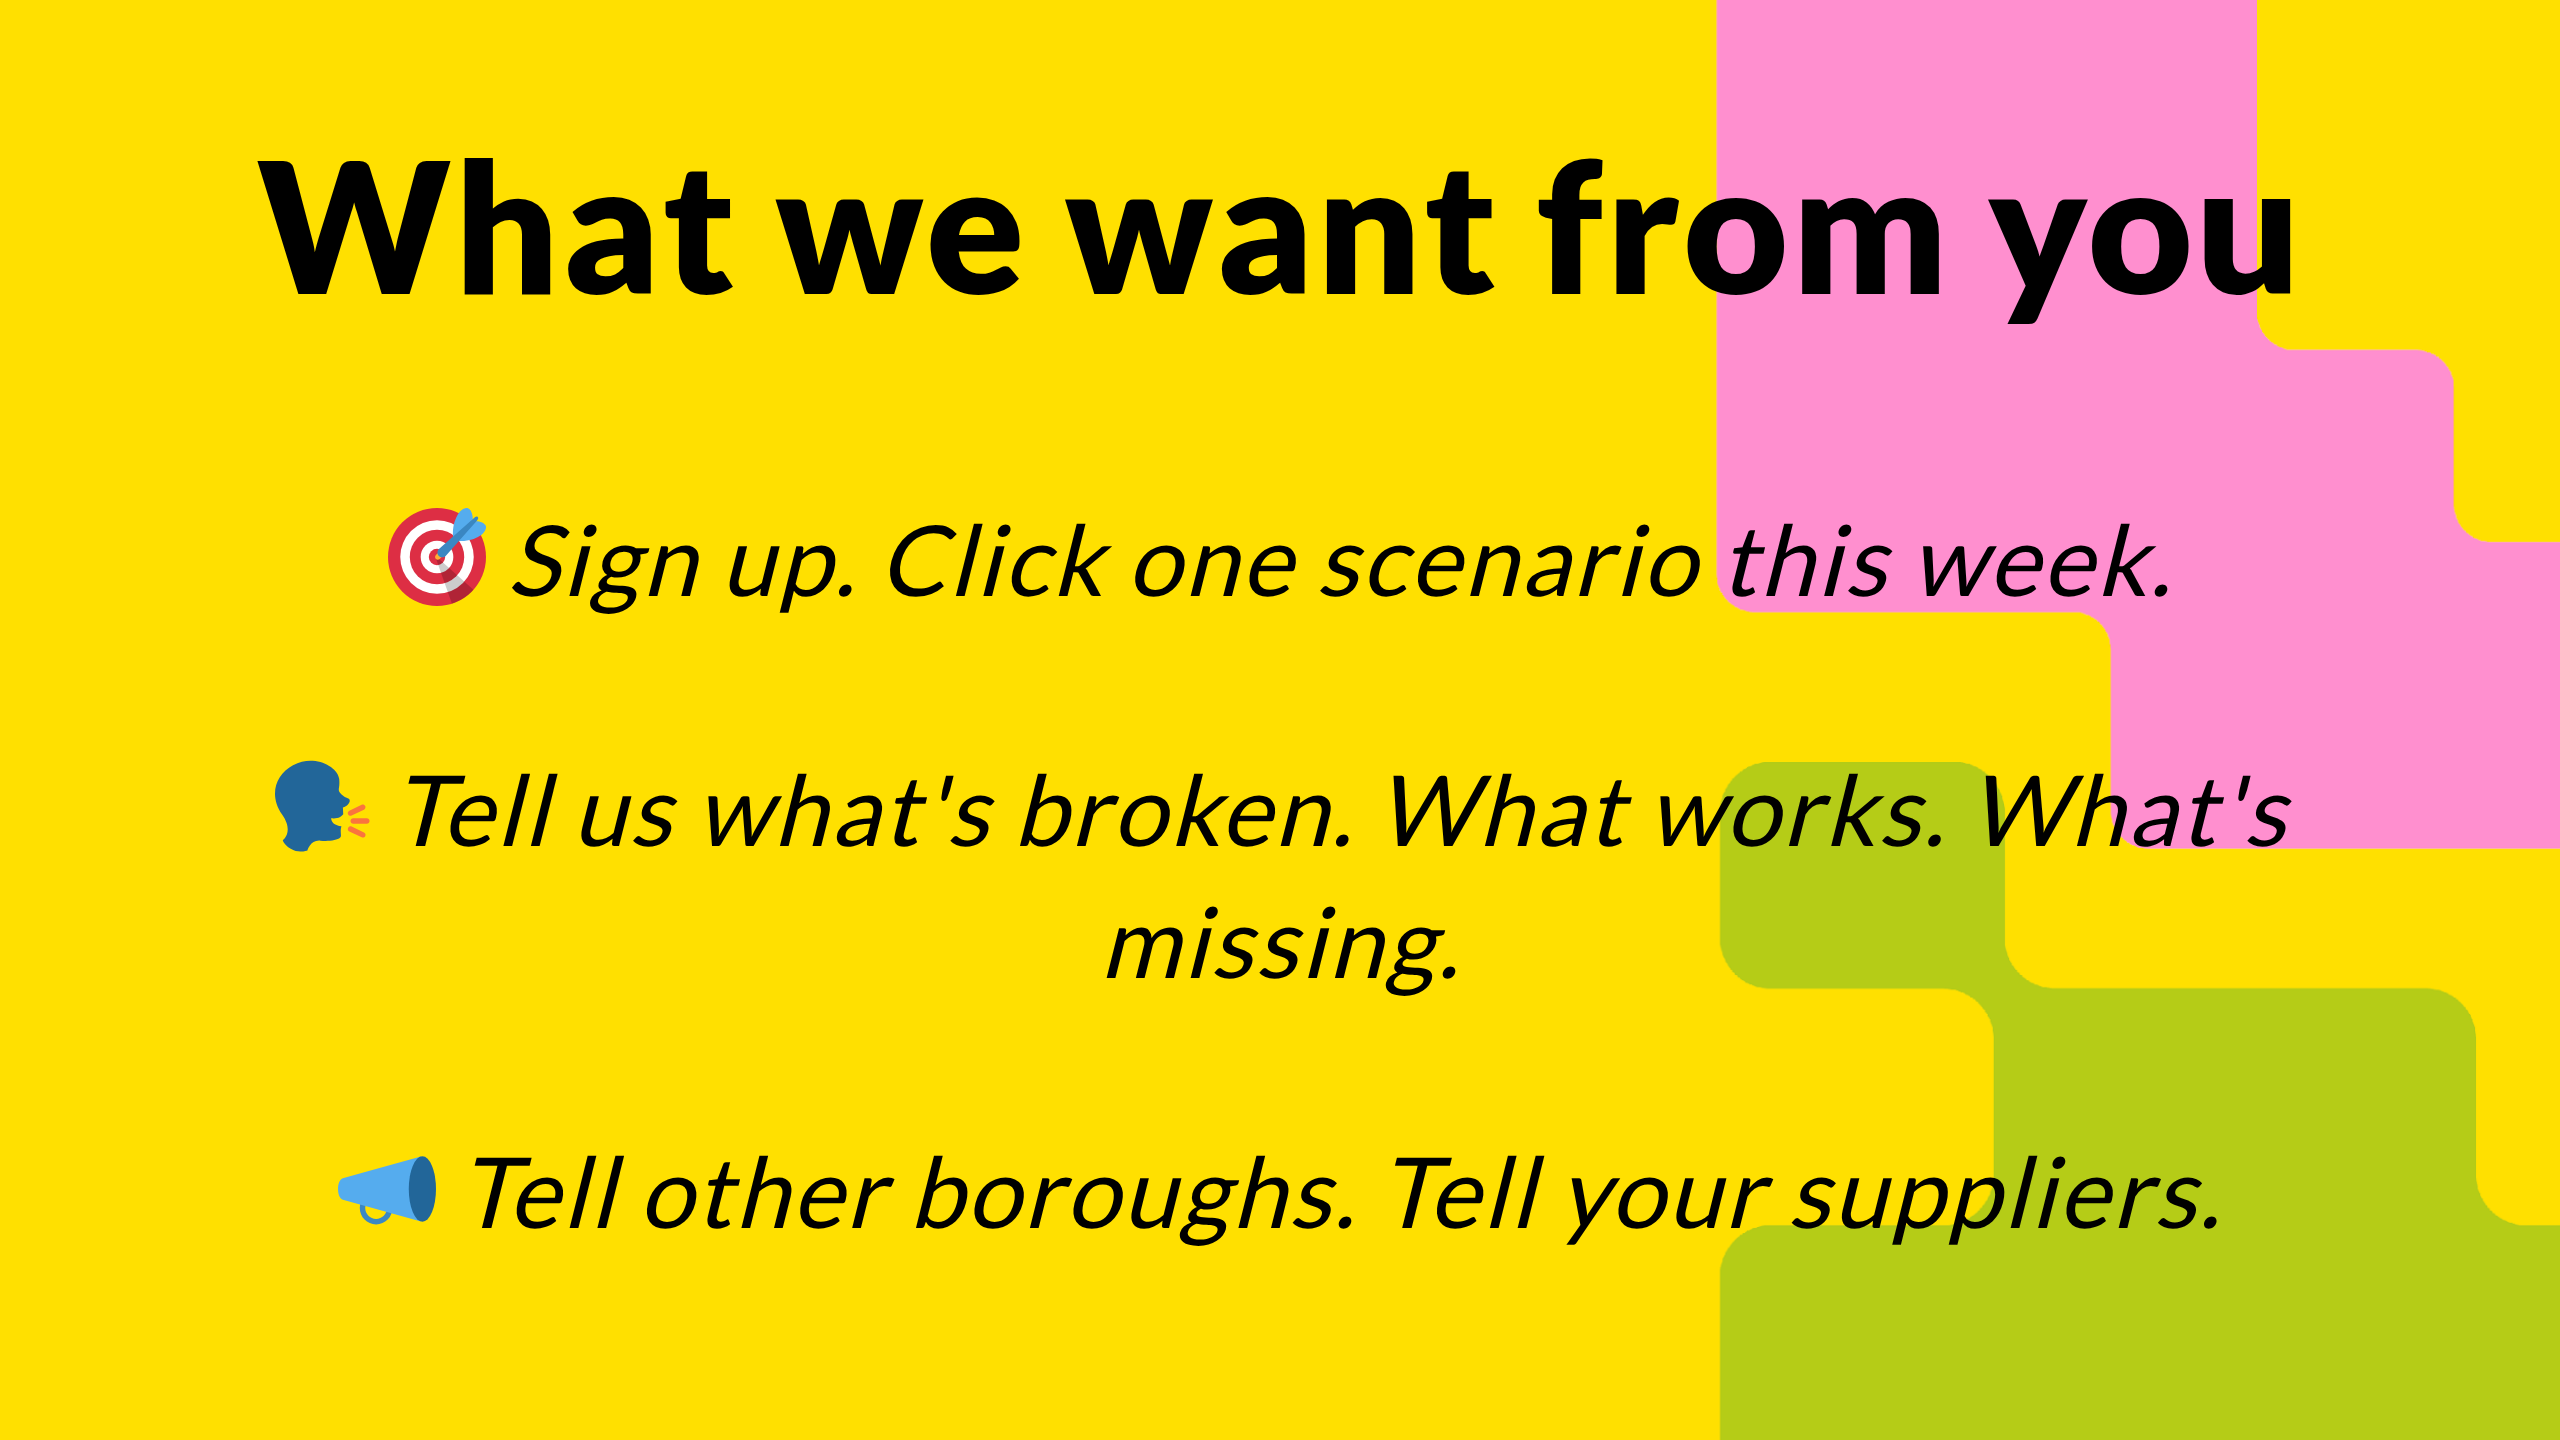 What we want from you
🎯 Sign up. Click one scenario this week.
🗣️ Tell us what's broken. What works. What's
missing.
📣 Tell other boroughs. Tell your suppliers.